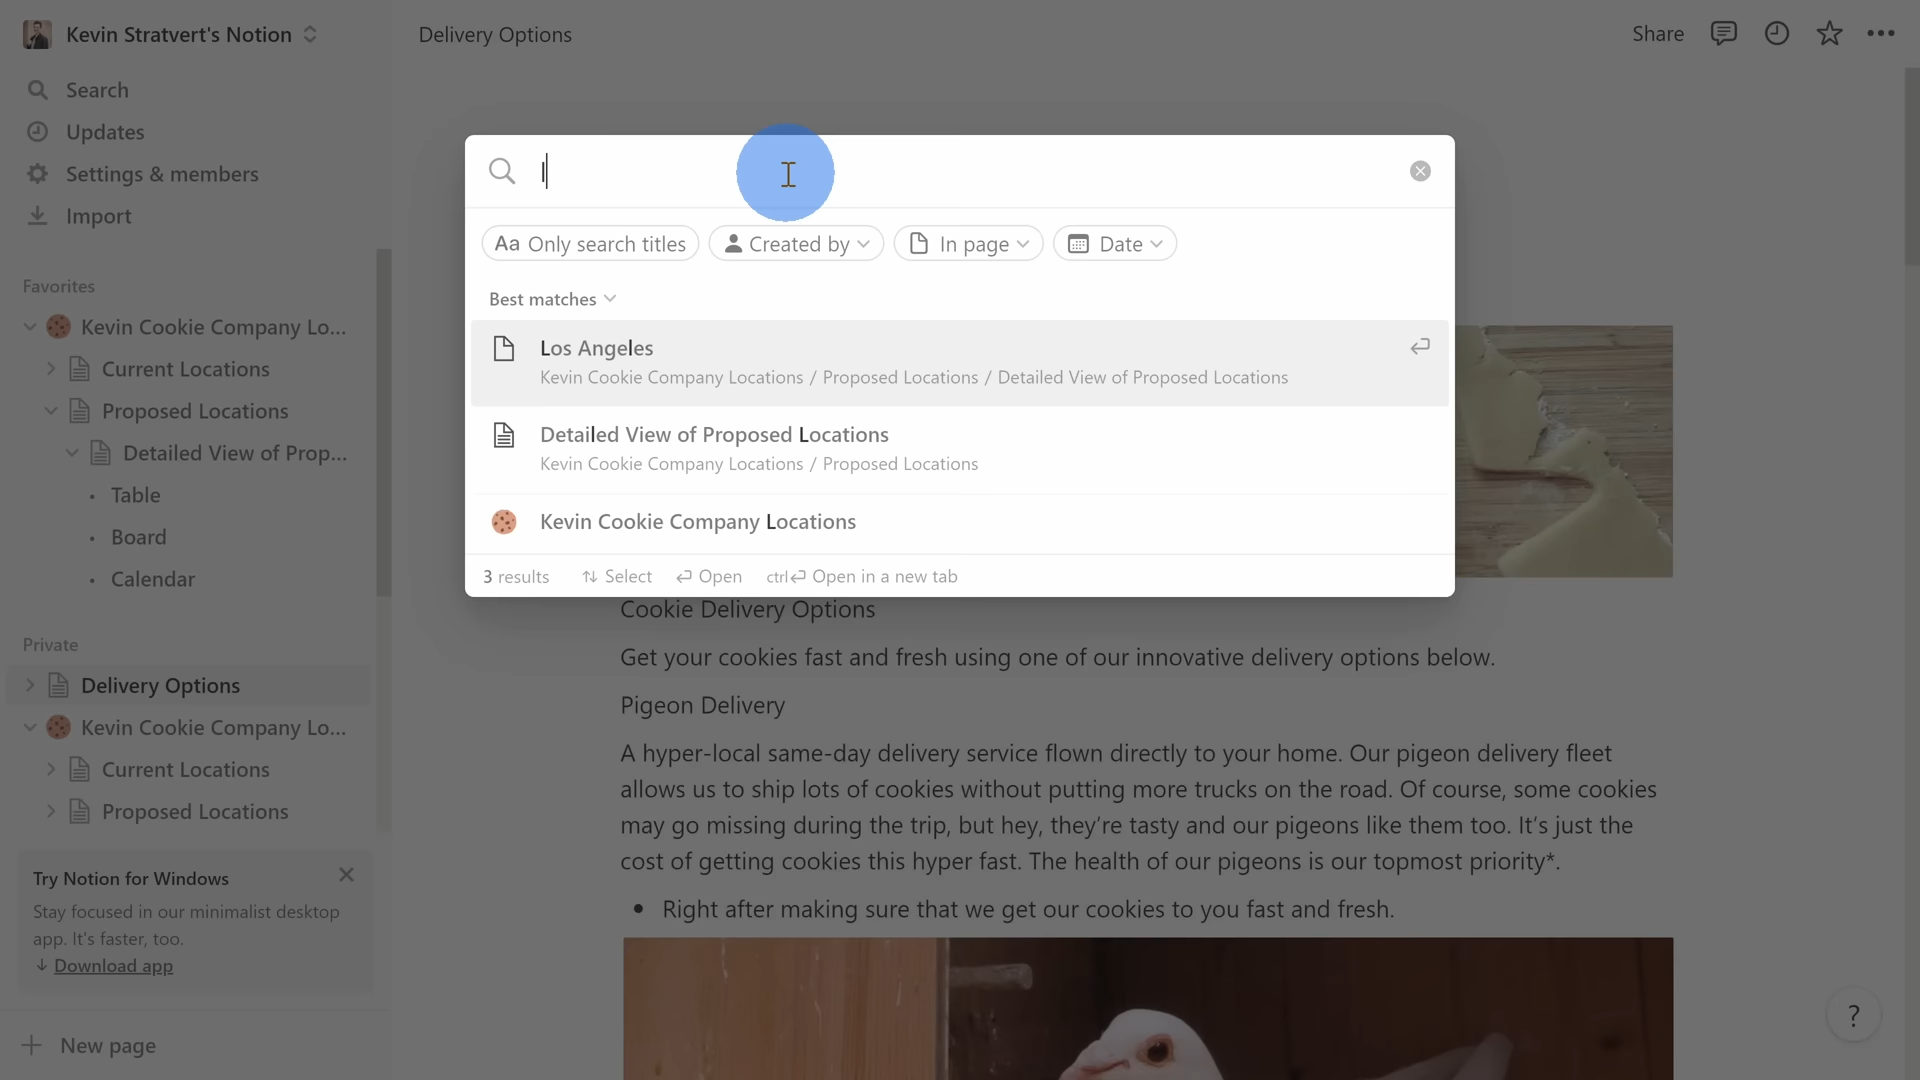 Kevin Stratvert's Notion
Delivery Options
Share
Search
Updates
Settings & members
Import
Favorites
Kevin Cookie Company Lo...
Current Locations
Proposed Locations
Detailed View of Prop...
Table
Board
Calendar
Private
Delivery Options
Kevin Cookie Company Lo...
Current Locations
Proposed Locations
Try Notion for Windows
Stay focused in our minimalist desktop
app. It's faster, too.
Download app
New page
l
Aa Only search titles
Created by
In page
Date
Best matches
Los Angeles
Kevin Cookie Company Locations / Proposed Locations / Detailed View of Proposed Locations
Detailed View of Proposed Locations
Kevin Cookie Company Locations / Proposed Locations
Kevin Cookie Company Locations
3 results Select Open ctrl Open in a new tab
Cookie Delivery Options
Get your cookies fast and fresh using one of our innovative delivery options below.
Pigeon Delivery
A hyper-local same-day delivery service flown directly to your home. Our pigeon delivery fleet
allows us to ship lots of cookies without putting more trucks on the road. Of course, some cookies
may go missing during the trip, but hey, they’re tasty and our pigeons like them too. It’s just the
cost of getting cookies this hyper fast. The health of our pigeons is our topmost priority*.
• Right after making sure that we get our cookies to you fast and fresh.
?